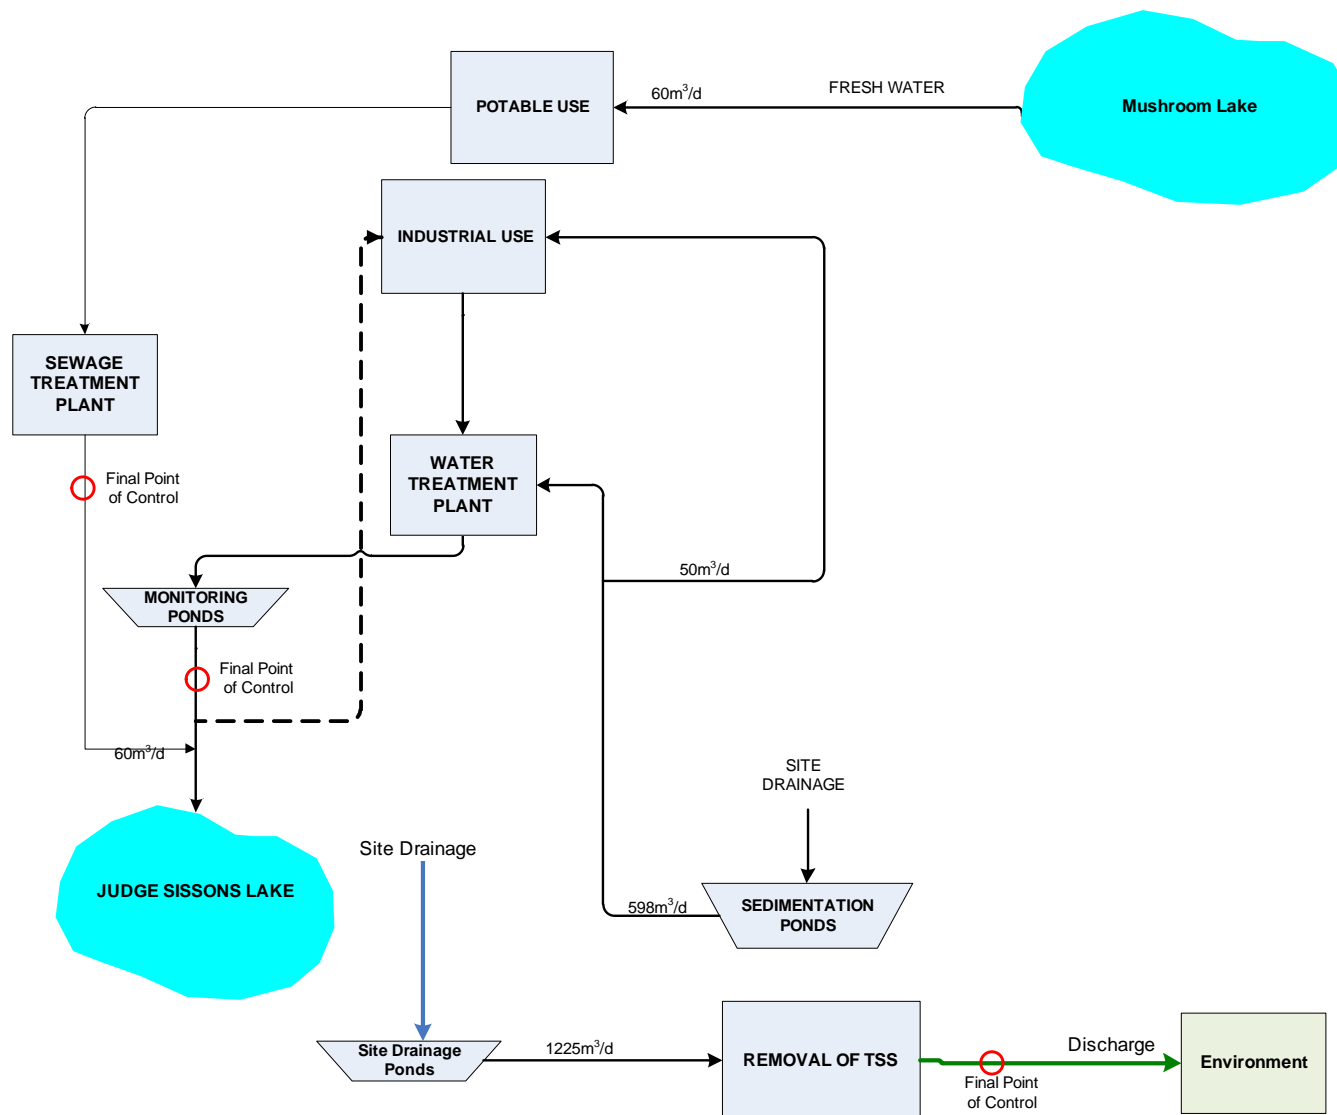 60m³/d
FRESH WATER
Mushroom Lake
POTABLE USE
INDUSTRIAL USE
SEWAGE
TREATMENT
PLANT
WATER
TREATMENT
PLANT
Final Point
of Control
50m³/d
MONITORING
PONDS
Final Point
of Control
60m³/d
SITE
DRAINAGE
JUDGE SISSONS LAKE
Site Drainage
598m³/d
SEDIMENTATION
PONDS
Site Drainage
Ponds
1225m³/d
REMOVAL OF TSS
Discharge
Final Point
of Control
Environment